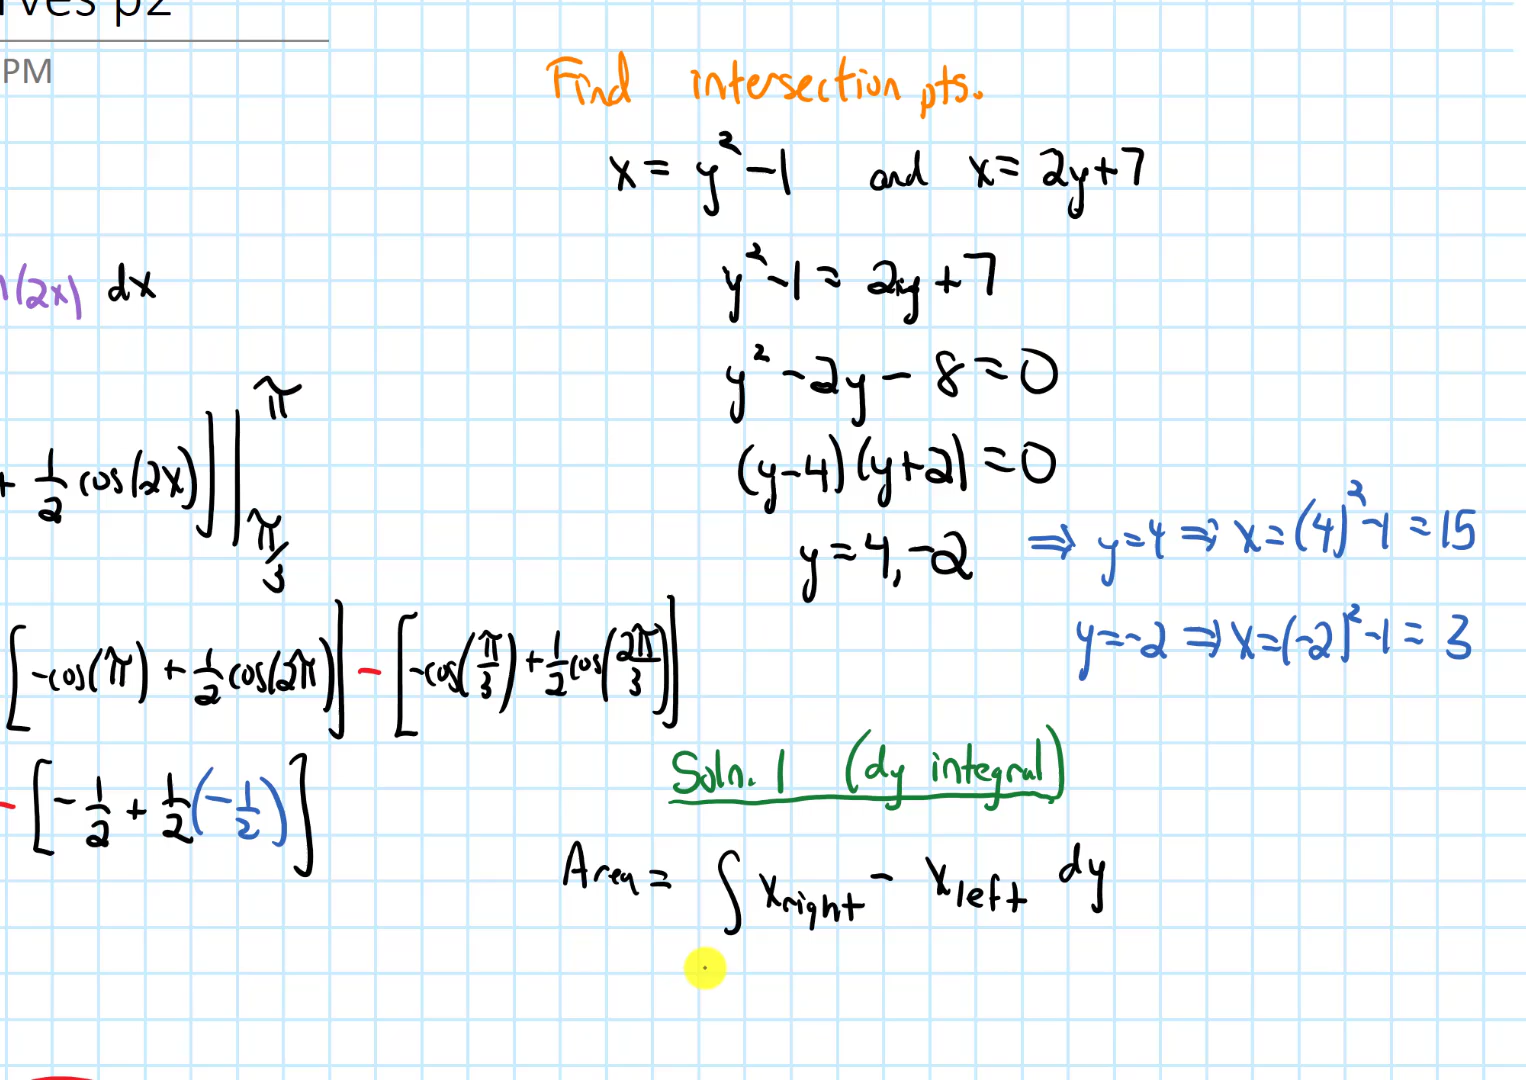 PM
(2x) dx
+ 1/2 cos(2x)] |
π
π/3
[-cos(π) + 1/2 cos(2π)] - [-cos(π/3) + 1/2 cos(2π/3)]
- [-1/2 + 1/2(-1/2)]
Find intersection pts.
x = y² - 1 and x = 2y + 7
y² - 1 = 2y + 7
y² - 2y - 8 = 0
(y-4)(y+2) = 0
y = 4, -2 ⇒ y = 4 ⇒ x = (4)² - 1 = 15
y = -2 ⇒ x = (-2)² - 1 = 3
Soln. 1 (dy integral)
Area = ∫ x_right - x_left dy